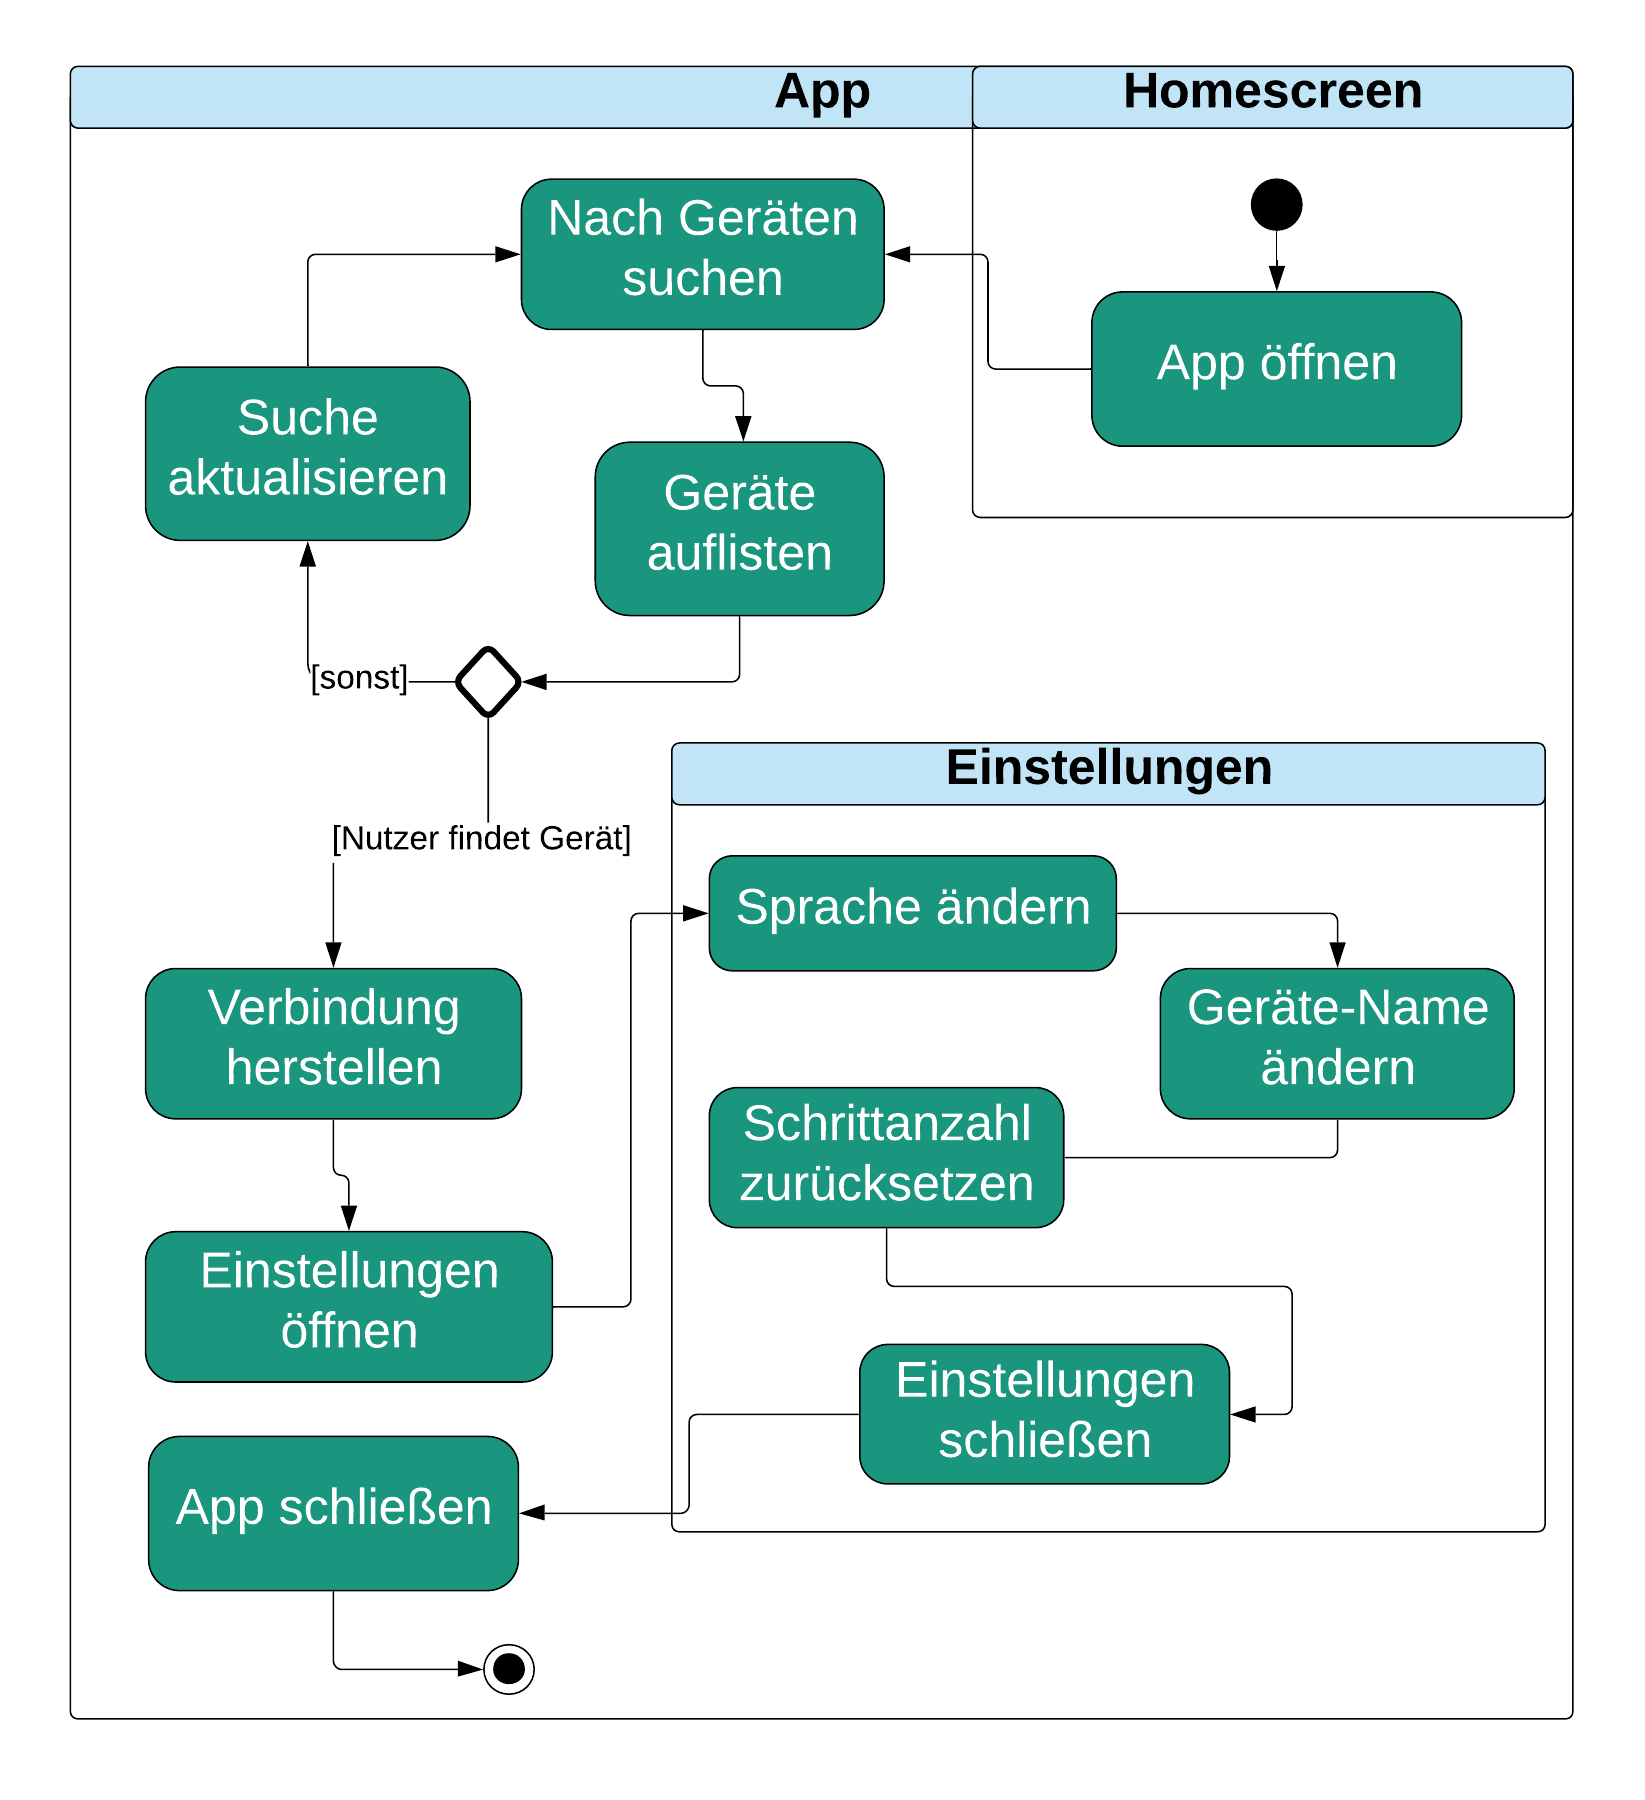 App
Homescreen
Nach Geräten
suchen
App öffnen
Suche
aktualisieren
Geräte
auflisten
[sonst]
[Nutzer findet Gerät]
Einstellungen
Sprache ändern
Verbindung
herstellen
Geräte-Name
ändern
Schrittanzahl
zurücksetzen
Einstellungen
öffnen
Einstellungen
schließen
App schließen